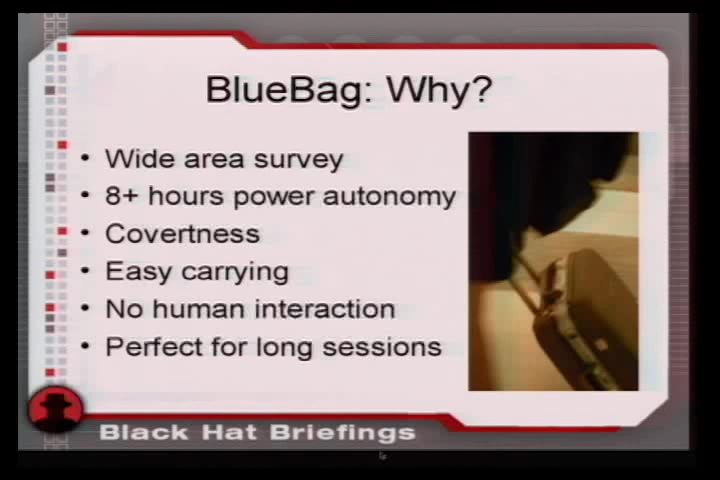 BlueBag: Why?
• Wide area survey
• 8+ hours power autonomy
• Covertness
• Easy carrying
• No human interaction
• Perfect for long sessions
Black Hat Briefings